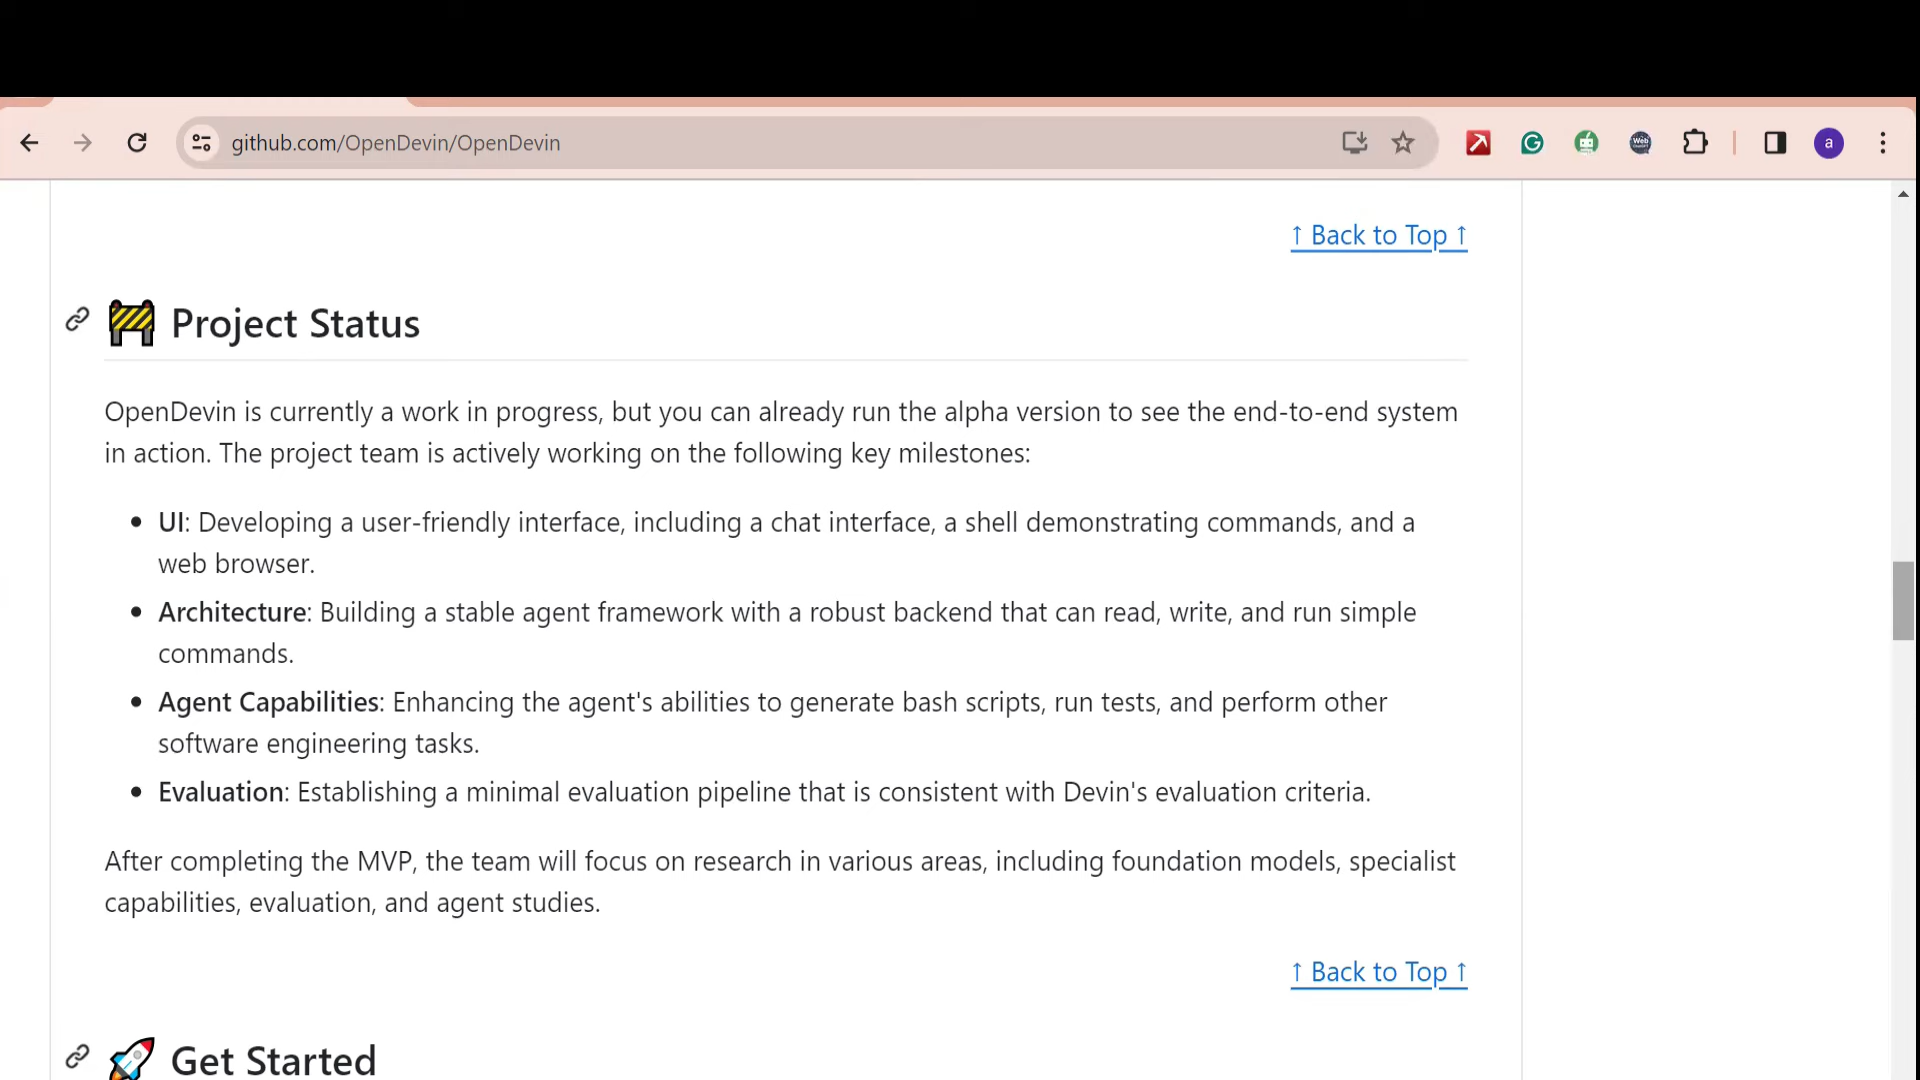 github.com/OpenDevin/OpenDevin
a
↑ Back to Top ↑
Project Status
OpenDevin is currently a work in progress, but you can already run the alpha version to see the end-to-end system
in action. The project team is actively working on the following key milestones:
• UI: Developing a user-friendly interface, including a chat interface, a shell demonstrating commands, and a
web browser.
• Architecture: Building a stable agent framework with a robust backend that can read, write, and run simple
commands.
• Agent Capabilities: Enhancing the agent's abilities to generate bash scripts, run tests, and perform other
software engineering tasks.
• Evaluation: Establishing a minimal evaluation pipeline that is consistent with Devin's evaluation criteria.
After completing the MVP, the team will focus on research in various areas, including foundation models, specialist
capabilities, evaluation, and agent studies.
↑ Back to Top ↑
Get Started